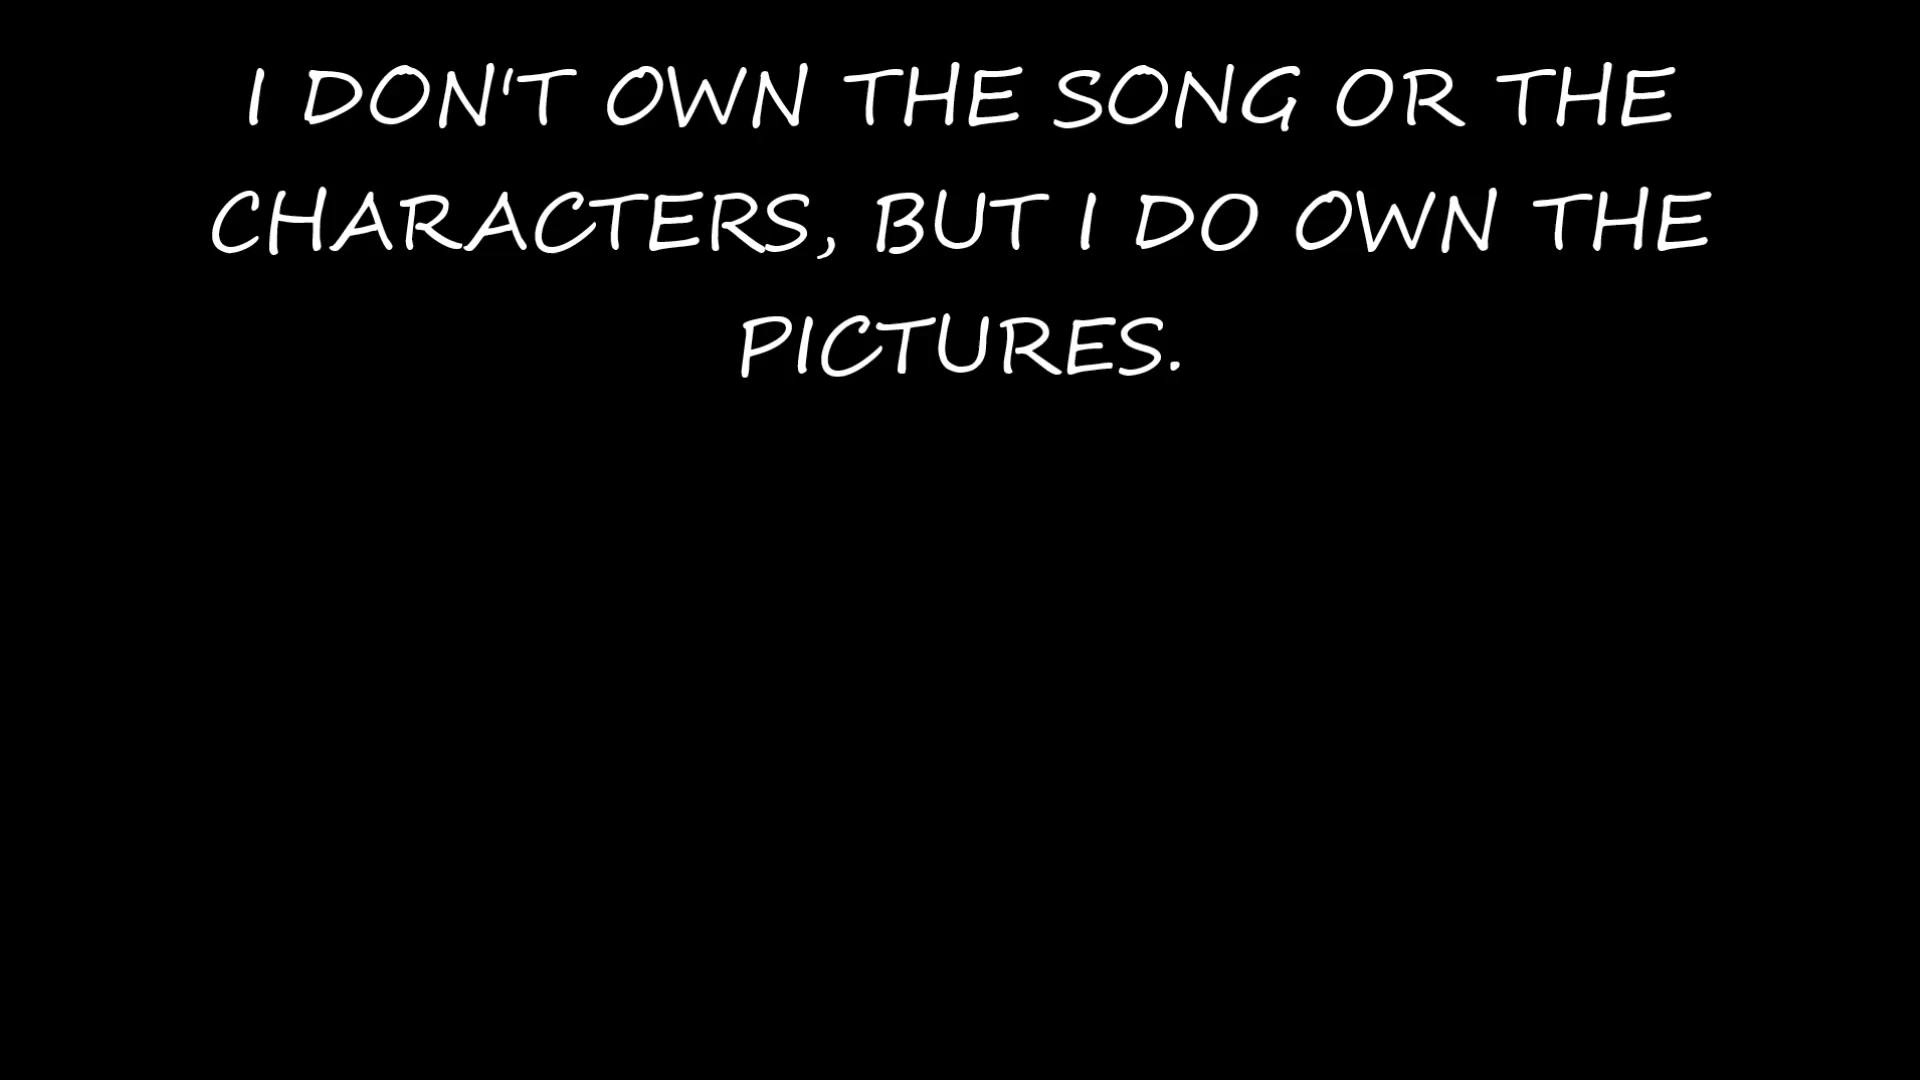 I DON'T OWN THE SONG OR THE
CHARACTERS, BUT I DO OWN THE
PICTURES.